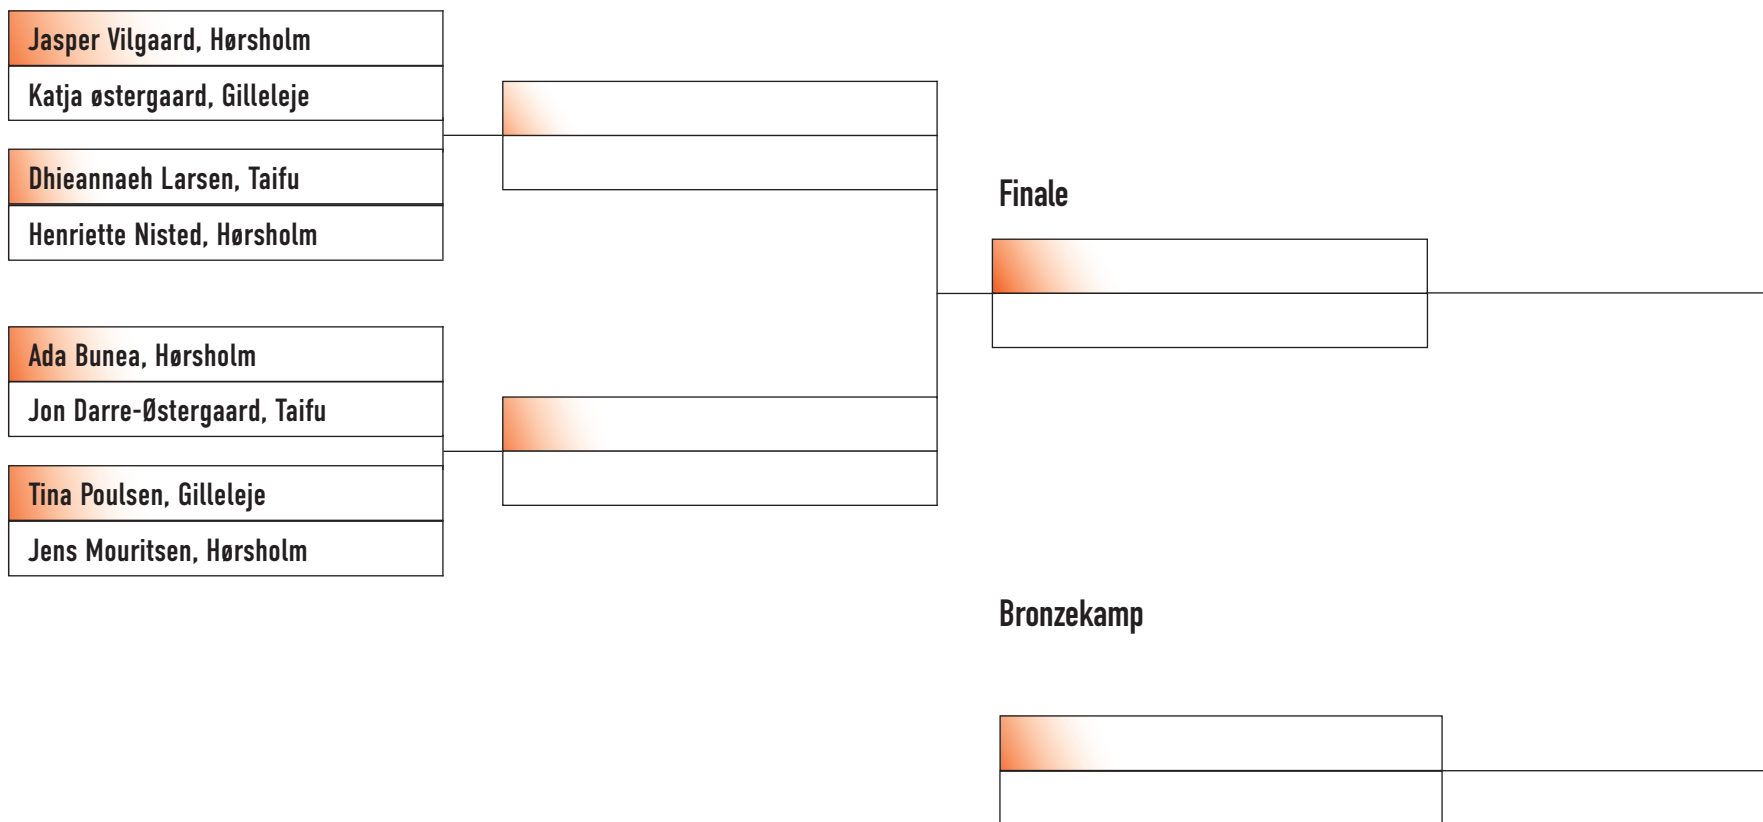 Jasper Vilgaard, Hørsholm
Katja østergaard, Gilleleje
Dhieannaeh Larsen, Taifu
Henriette Nisted, Hørsholm
Finale
Ada Bunea, Hørsholm
Jon Darre-Østergaard, Taifu
Tina Poulsen, Gilleleje
Jens Mouritsen, Hørsholm
Bronzekamp